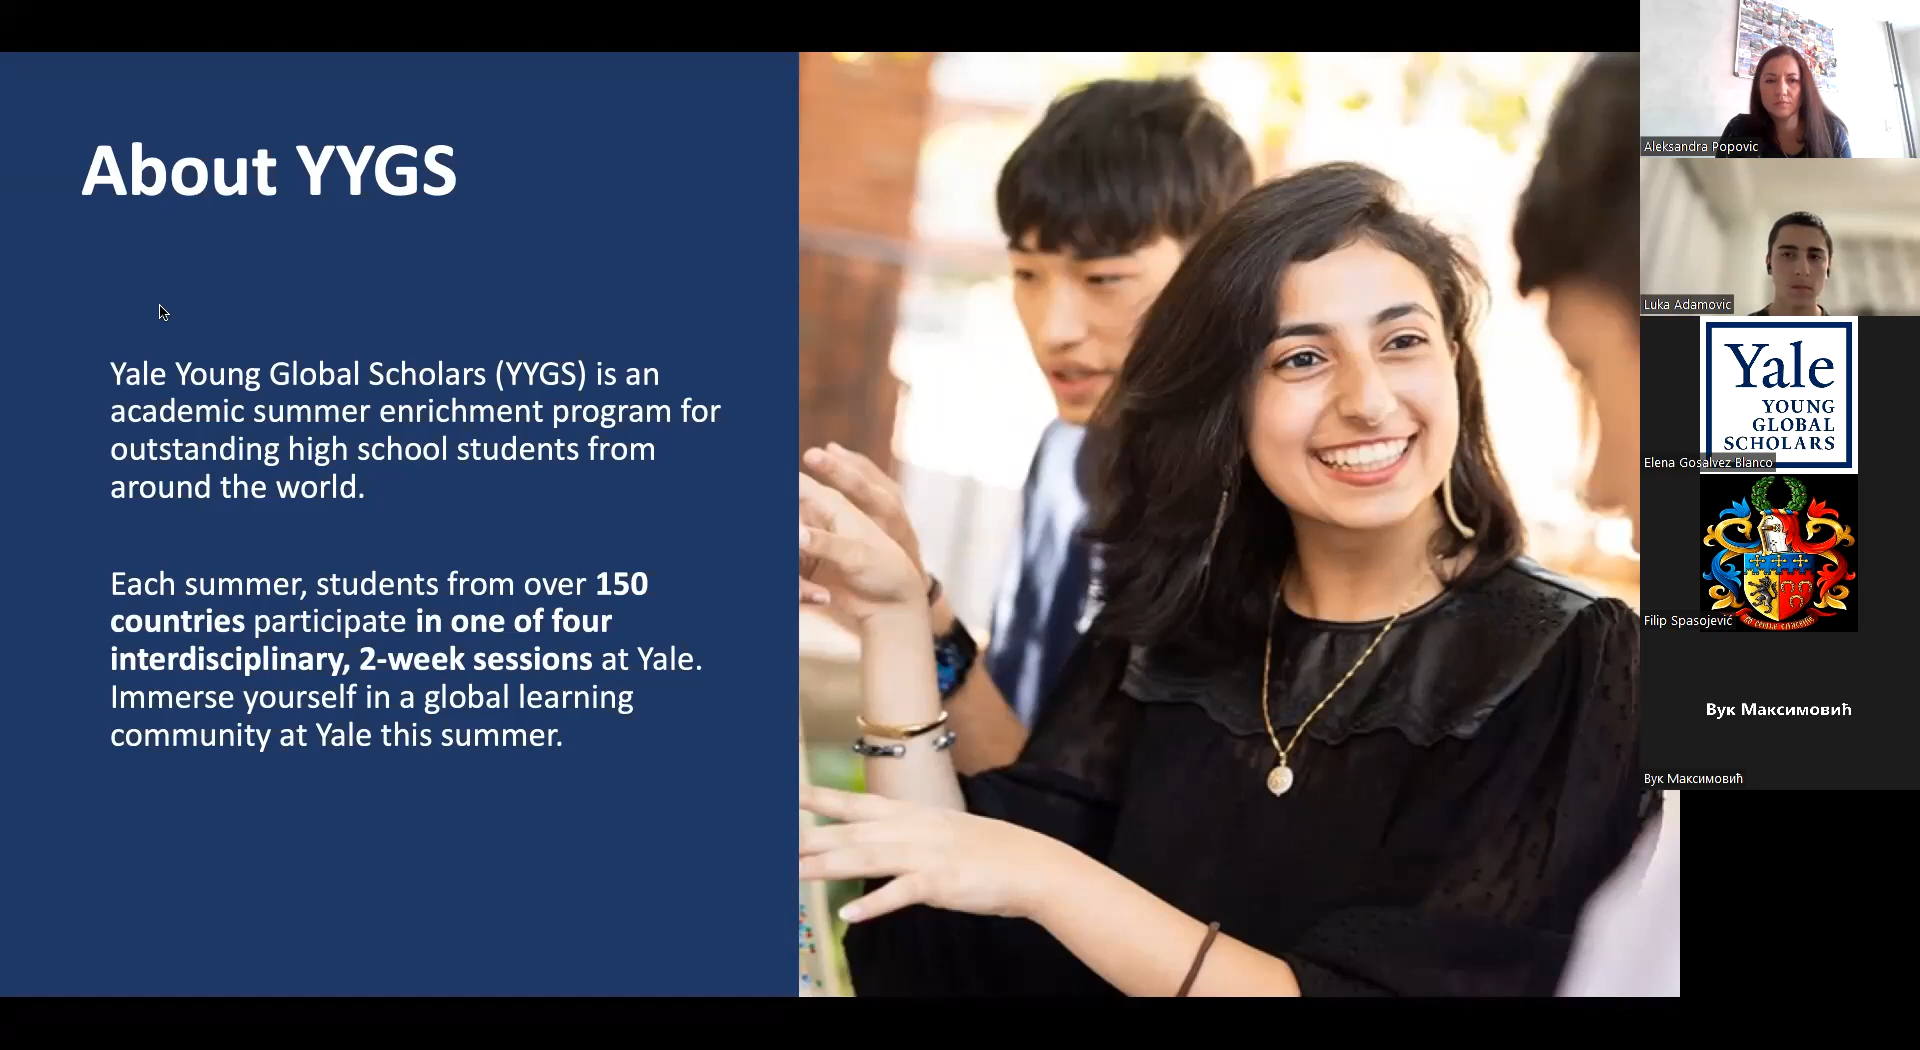 About YYGS
Yale Young Global Scholars (YYGS) is an
academic summer enrichment program for
outstanding high school students from
around the world.
Each summer, students from over 150
countries participate in one of four
interdisciplinary, 2-week sessions at Yale.
Immerse yourself in a global learning
community at Yale this summer.
Aleksandra Popovic
Luka Adamovic
Yale
YOUNG
GLOBAL
SCHOLARS
Elena Gosalvez Blanco
Filip Spasojević
Вук Максимовић
Вук Максимовић